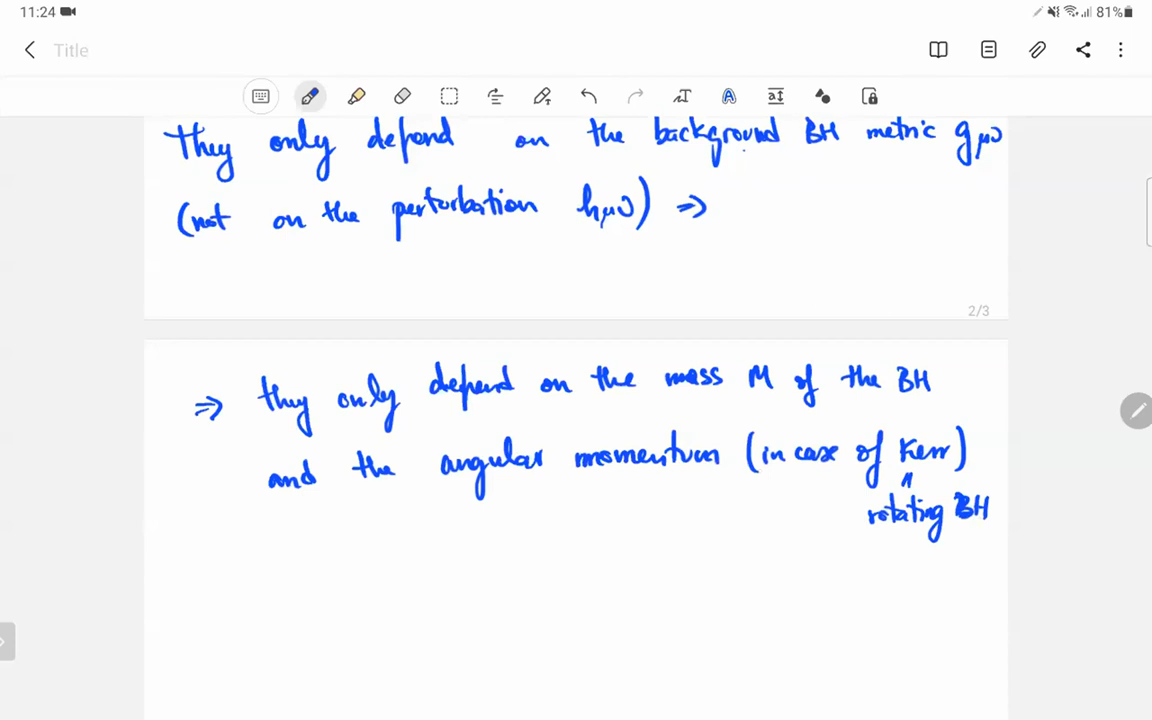 11:24
81%
Title
They only depend on the background BH metric gμν
(not on the perturbation hμν) ⇒
2/3
⇒ they only depend on the mass M of the BH
and the angular momentum (in case of Kerr)
rotating BH